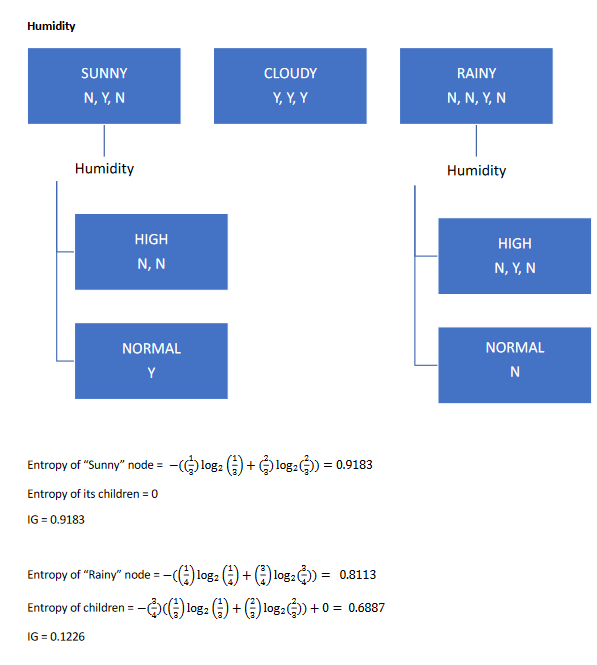 Humidity
SUNNY
N, Y, N
CLOUDY
Y, Y, Y
RAINY
N, N, Y, N
Humidity
HIGH
N, N
NORMAL
Y
Humidity
HIGH
N, Y, N
NORMAL
N
Entropy of “Sunny” node = −((1/3) log₂ (1/3) + (2/3) log₂(2/3)) = 0.9183
Entropy of its children = 0
IG = 0.9183
Entropy of “Rainy” node = −((1/4) log₂ (1/4) + (3/4) log₂(3/4)) = 0.8113
Entropy of children = −(3/4)((1/3) log₂ (1/3) + (2/3) log₂(2/3)) + 0 = 0.6887
IG = 0.1226